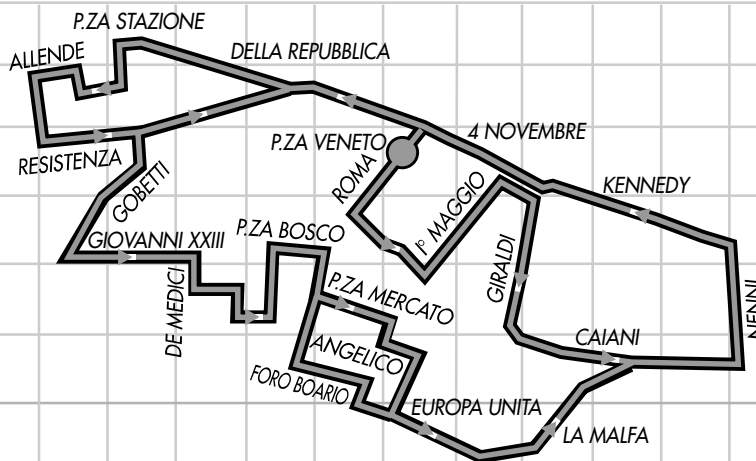 P.ZA STAZIONE
ALLENDE
DELLA REPUBBLICA
4 NOVEMBRE
P.ZA VENETO
RESISTENZA
ROMA
KENNEDY
GOBETTI
1° MAGGIO
P.ZA BOSCO
GIOVANNI XXIII
GIRALDI
DE MEDICI
P.ZA MERCATO
NENNI
CAIANI
ANGELICO
FORO BOARIO
EUROPA UNITA
LA MALFA